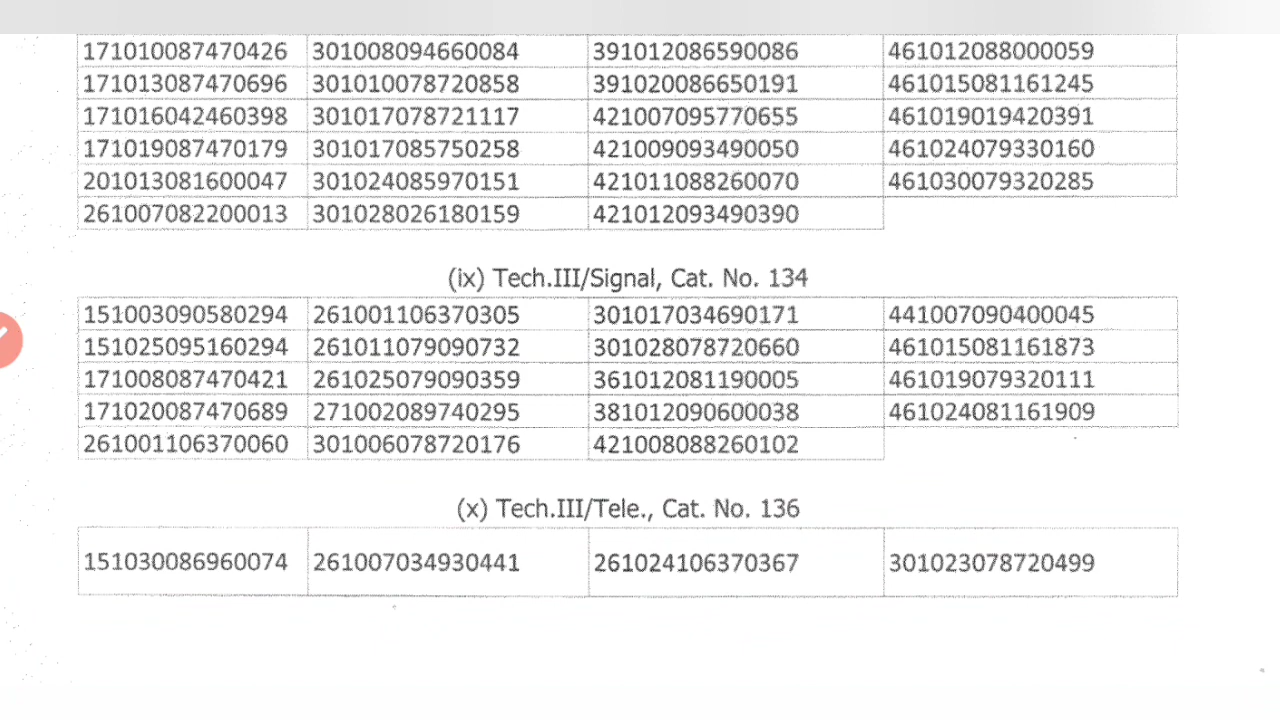 171010087470426 301008094660084 391012086590086 461012088000059
171013087470696 301010078720858 391020086650191 461015081161245
171016042460398 301017078721117 421007095770655 461019019420391
171019087470179 301017085750258 421009093490050 461024079330160
201013081600047 301024085970151 421011088260070 461030079320285
261007082200013 301028026180159 421012093490390
(ix) Tech.III/Signal, Cat. No. 134
151003090580294 261001106370305 301017034690171 441007090400045
151025095160294 261011079090732 301028078720660 461015081161873
171008087470421 261025079090359 361012081190005 461019079320111
171020087470689 271002089740295 381012090600038 461024081161909
261001106370060 301006078720176 421008088260102
(x) Tech.III/Tele., Cat. No. 136
151030086960074 261007034930441 261024106370367 301023078720499